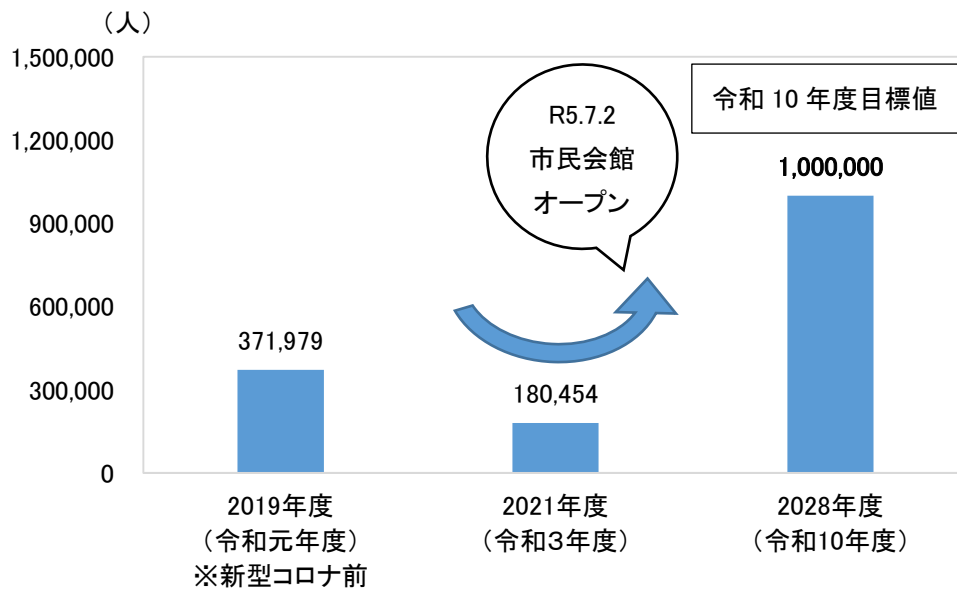 （人）
1,500,000
1,200,000
900,000
600,000
300,000
0
R5.7.2
市民会館
オープン
令和 10 年度目標値
371,979
180,454
1,000,000
2019年度
（令和元年度）
※新型コロナ前
2021年度
（令和３年度）
2028年度
（令和10年度）